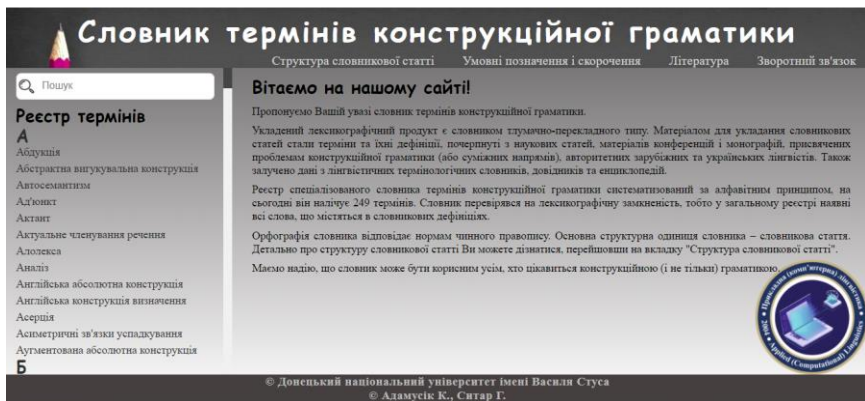 Словник термінів конструкційної граматики
Структура словникової статті Умовні позначення і скорочення Література Зворотний зв'язок
Пошук
Реєстр термінів
А
Абдукція
Абстрактна вигукувальна конструкція
Автосемантизм
Ад'юнкт
Актант
Актуальне членування речення
Алолекса
Аналіз
Англійська абсолютна конструкція
Англійська конструкція визначення
Асерція
Асиметричні зв'язки успадкування
Аугментована абсолютна конструкція
Б
Вітаємо на нашому сайті!
Пропонуємо Вашій увазі словник термінів конструкційної граматики.
Укладений лексикографічний продукт є словником тлумачно-перекладного типу. Матеріалом для укладання словникових
статей стали терміни та їхні дефініції, почерпнуті з наукових статей, матеріалів конференцій і монографій, присвячених
проблемам конструкційної граматики (або суміжних напрямів), авторитетних зарубіжних та українських лінгвістів. Також
залучено дані з лінгвістичних термінологічних словників, довідників та енциклопедій.
Реєстр спеціалізованого словника термінів конструкційної граматики систематизований за алфавітним принципом, на
сьогодні він налічує 249 термінів. Словник перевірявся на лексикографічну замкненість, тобто у загальному реєстрі наявні
всі слова, що містяться в словникових дефініціях.
Орфографія словника відповідає нормам чинного правопису. Основна структурна одиниця словника – словникова стаття.
Детально про структуру словникової статті Ви можете дізнатися, перейшовши на вкладку "Структура словникової статті".
Маємо надію, що словник може бути корисним усім, хто цікавиться конструкційною (і не тільки) граматикою.
Прикладна (комп'ютерна) лінгвістика
Applied (Computational) Linguistics
© Донецький національний університет імені Василя Стуса
© Адамусік К., Ситар Г.